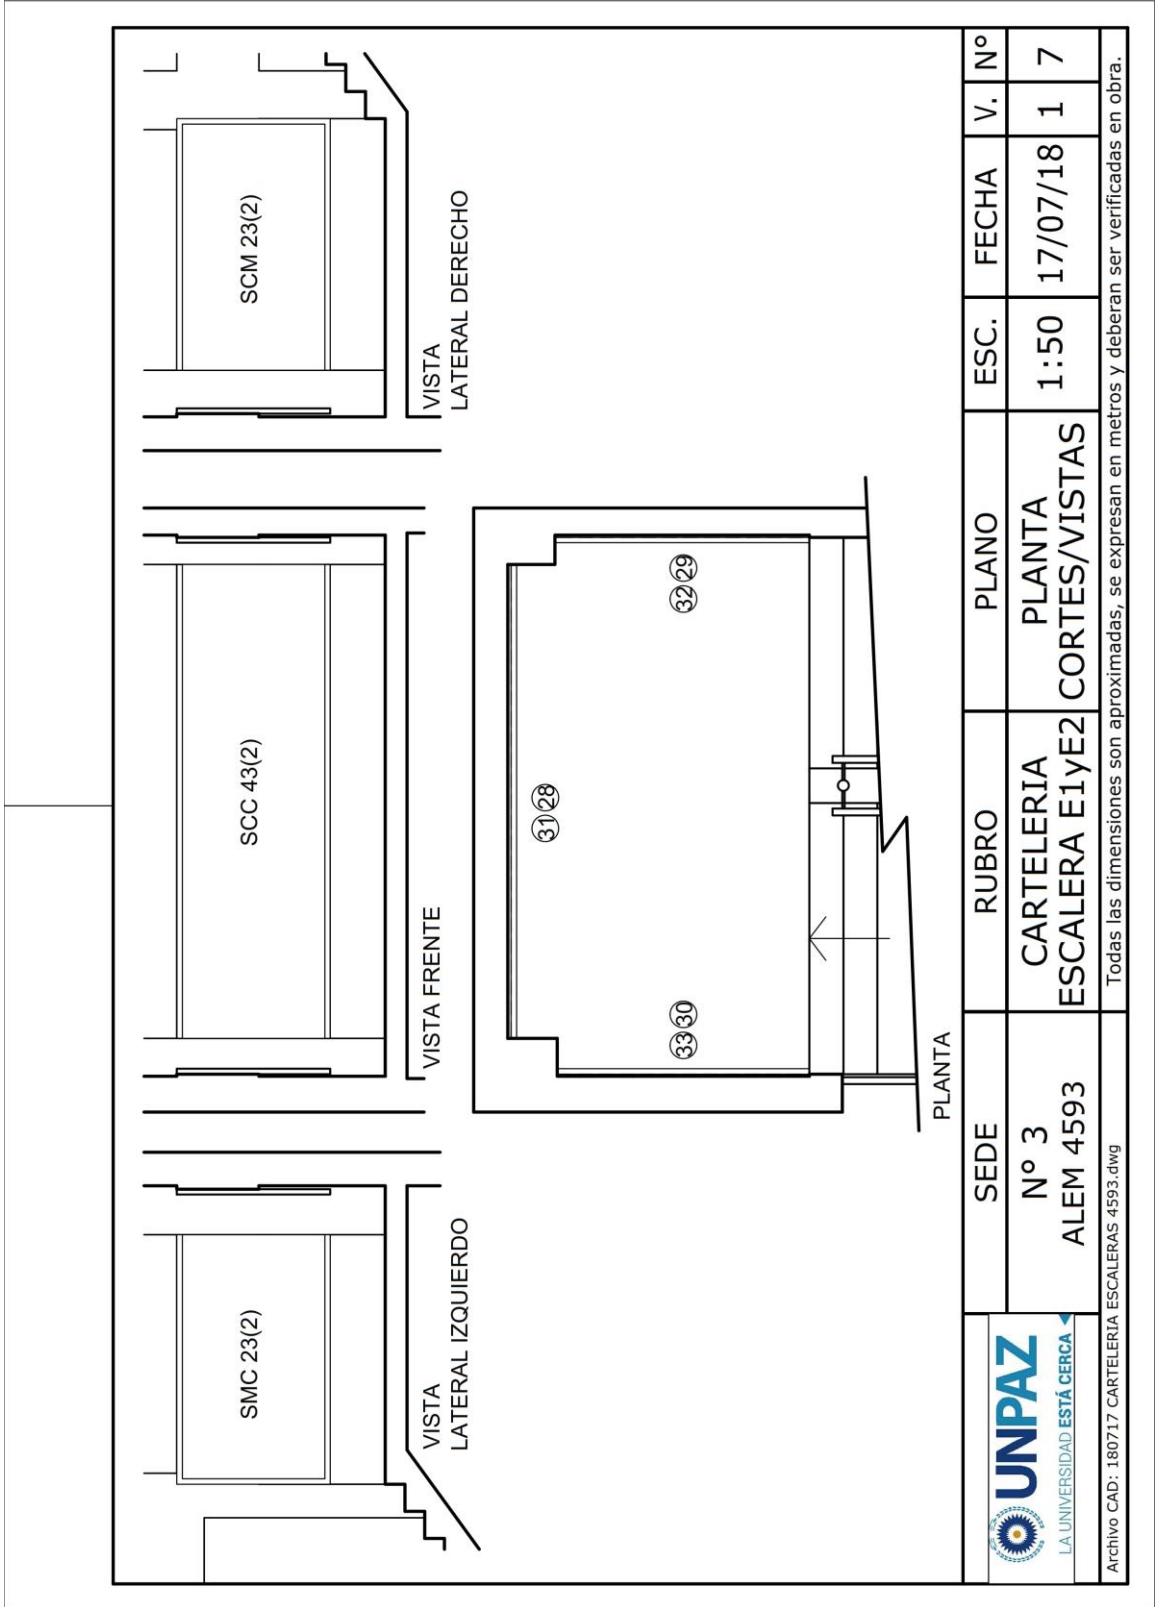 SMC 23(2)
SCC 43(2)
SCM 23(2)
VISTA
LATERAL IZQUIERDO
VISTA FRENTE
VISTA
LATERAL DERECHO
31 28
33 30
32 29
PLANTA
UNPAZ
LA UNIVERSIDAD ESTÁ CERCA
SEDE
N° 3
ALEM 4593
RUBRO
CARTELERIA
ESCALERA E1yE2
PLANO
PLANTA
CORTES/VISTAS
ESC.
1:50
FECHA
17/07/18
V.
1
N°
7
Archivo CAD: 180717 CARTELERIA ESCALERAS 4593.dwg
Todas las dimensiones son aproximadas, se expresan en metros y deberan ser verificadas en obra.